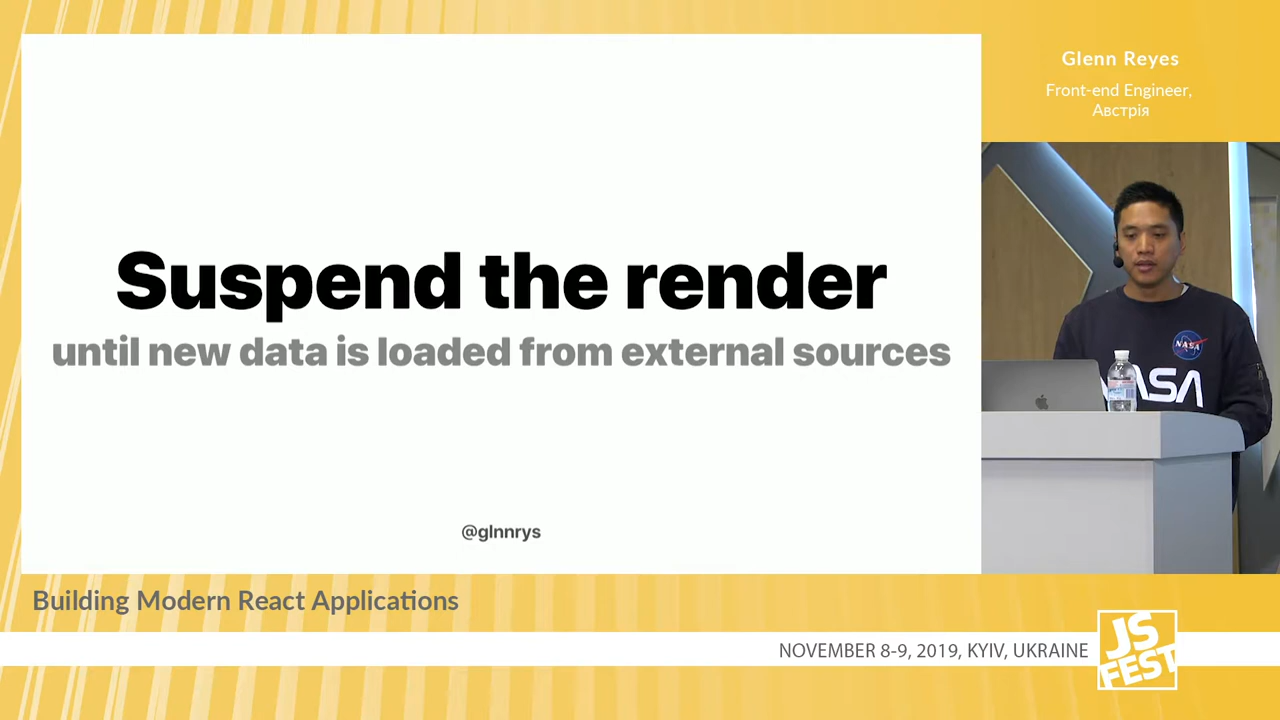 Suspend the render
until new data is loaded from external sources
@glnnrys
Glenn Reyes
Front-end Engineer,
Австрія
NASA
NASA
Building Modern React Applications
NOVEMBER 8-9, 2019, KYIV, UKRAINE
JS
FEST